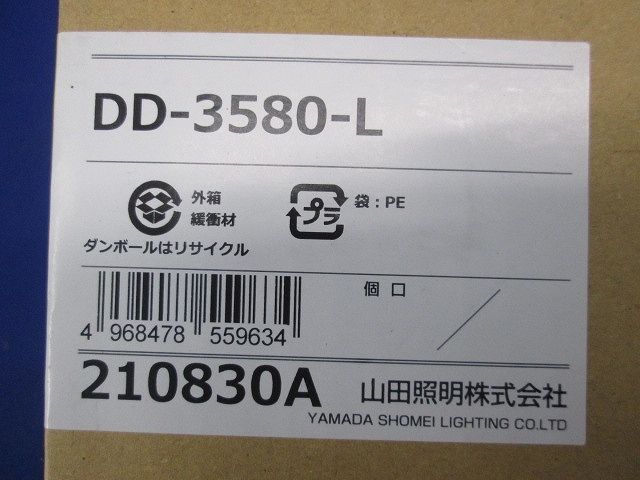 DD-3580-L
外箱
緩衝材
ダンボールはリサイクル
プラ
袋：PE
個 口
4 968478 559634
210830A
山田照明株式会社
YAMADA SHOMEI LIGHTING CO.LTD